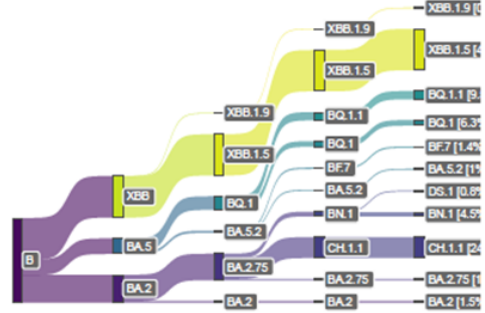 XBB.1.9
XBB.1.9
XBB.1.5
XBB.1.5
BQ.1.1
BQ.1.1 [9.
XBB.1.9
XBB.1.5
BQ.1
BQ.1 [6.3%
BF.7
BF.7 [1.4%
XBB
BQ.1
BA.5.2
BA.5.2 [1%
DS.1 [0.8%
BA.5
BA.5.2
BN.1
BN.1 [4.5%
B
BA.2.75
CH.1.1
CH.1.1 [24
BA.2
BA.2.75
BA.2.75 [1
BA.2
BA.2
BA.2 [1.5%